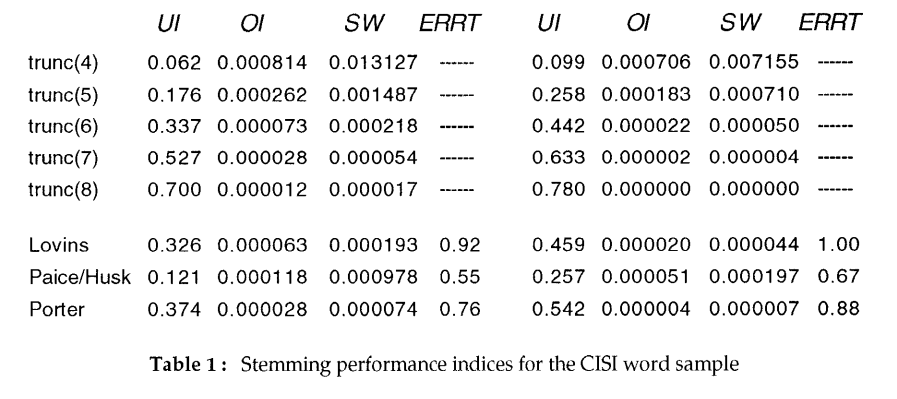 UI OI SW ERRT UI OI SW ERRT
trunc(4) 0.062 0.000814 0.013127 ------ 0.099 0.000706 0.007155 ------
trunc(5) 0.176 0.000262 0.001487 ------ 0.258 0.000183 0.000710 ------
trunc(6) 0.337 0.000073 0.000218 ------ 0.442 0.000022 0.000050 ------
trunc(7) 0.527 0.000028 0.000054 ------ 0.633 0.000002 0.000004 ------
trunc(8) 0.700 0.000012 0.000017 ------ 0.780 0.000000 0.000000 ------
Lovins 0.326 0.000063 0.000193 0.92 0.459 0.000020 0.000044 1.00
Paice/Husk 0.121 0.000118 0.000978 0.55 0.257 0.000051 0.000197 0.67
Porter 0.374 0.000028 0.000074 0.76 0.542 0.000004 0.000007 0.88
Table 1: Stemming performance indices for the CISI word sample